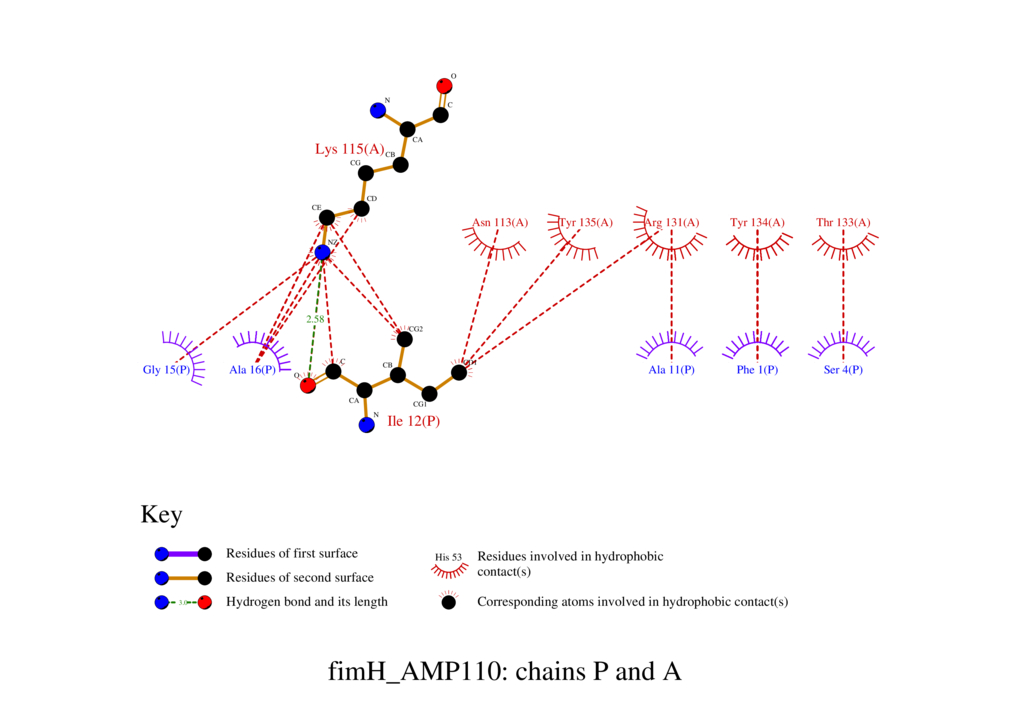 O
N
C
CA
Lys 115(A)
CB
CG
CD
CE
NZ
Asn 113(A)
Tyr 135(A)
Arg 131(A)
Tyr 134(A)
Thr 133(A)
2.58
CG2
Gly 15(P)
Ala 16(P)
O
C
CB
CD1
Ala 11(P)
Phe 1(P)
Ser 4(P)
CA
CG1
N
Ile 12(P)
Key
Residues of first surface
Residues of second surface
3.0
Hydrogen bond and its length
His 53
Residues involved in hydrophobic
contact(s)
Corresponding atoms involved in hydrophobic contact(s)
fimH_AMP110: chains P and A